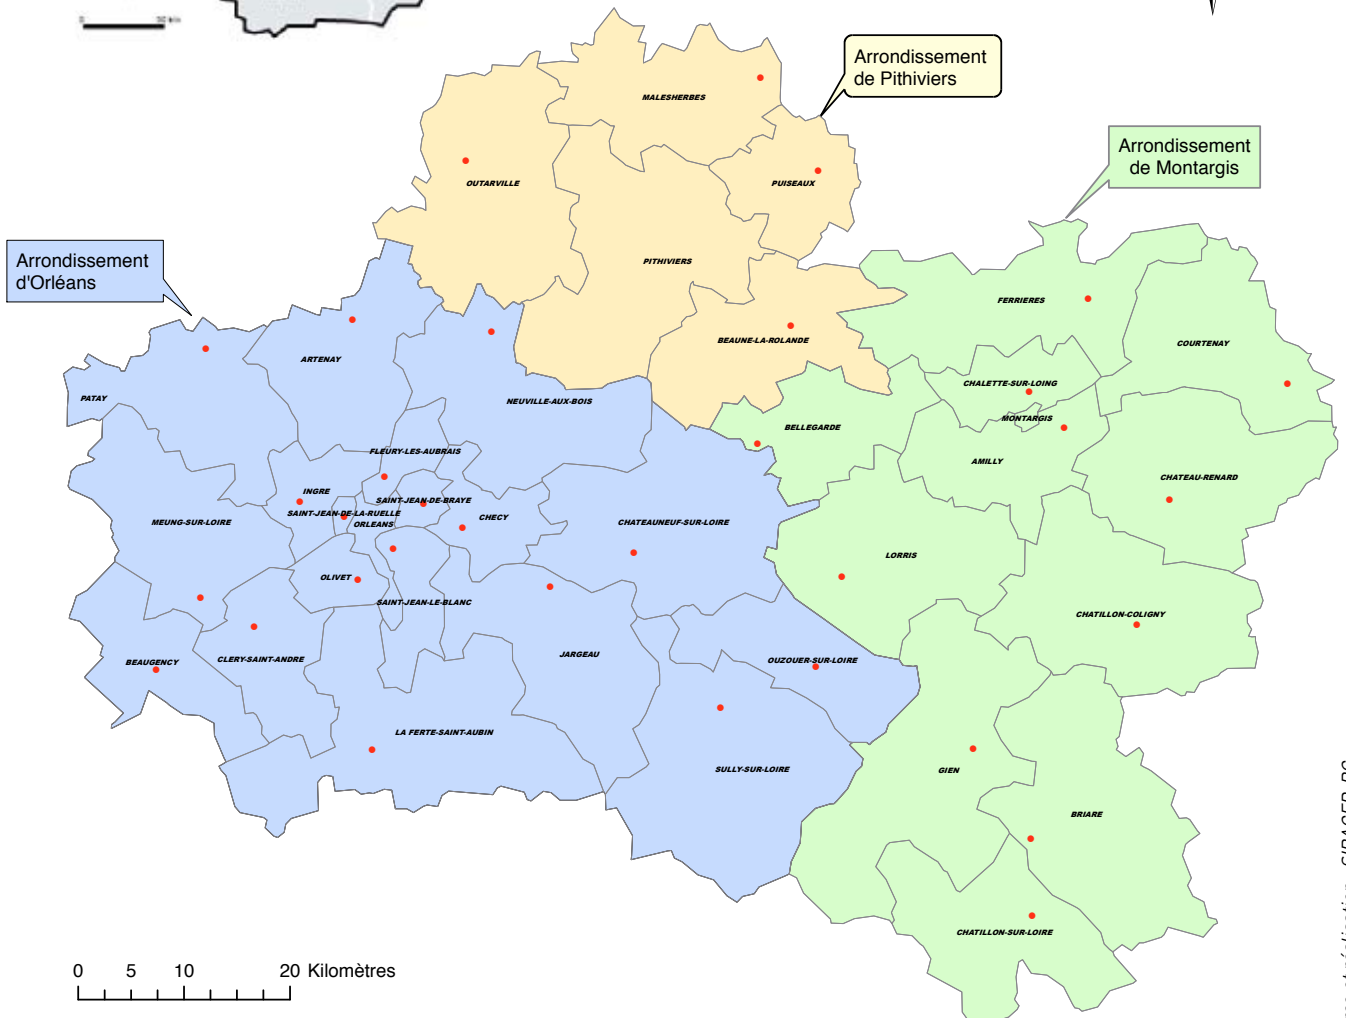 Arrondissement
de Pithiviers
MALESHERBES
Arrondissement
de Montargis
OUTARVILLE
PUISEAUX
Arrondissement
d'Orléans
PITHIVIERS
FERRIERES
BEAUNE-LA-ROLANDE
COURTENAY
ARTENAY
CHALETTE-SUR-LOING
PATAY
NEUVILLE-AUX-BOIS
MONTARGIS
BELLEGARDE
FLEURY-LES-AUBRAIS
AMILLY
CHATEAU-RENARD
INGRE
SAINT-JEAN-DE-BRAYE
SAINT-JEAN-DE-LA-RUELLE
CHECY
MEUNG-SUR-LOIRE
ORLEANS
CHATEAUNEUF-SUR-LOIRE
LORRIS
OLIVET
SAINT-JEAN-LE-BLANC
CHATILLON-COLIGNY
JARGEAU
BEAUGENCY
CLERY-SAINT-ANDRE
OUZOUER-SUR-LOIRE
LA FERTE-SAINT-AUBIN
SULLY-SUR-LOIRE
GIEN
BRIARE
CHATILLON-SUR-LOIRE
0 5 10 20 Kilomètres